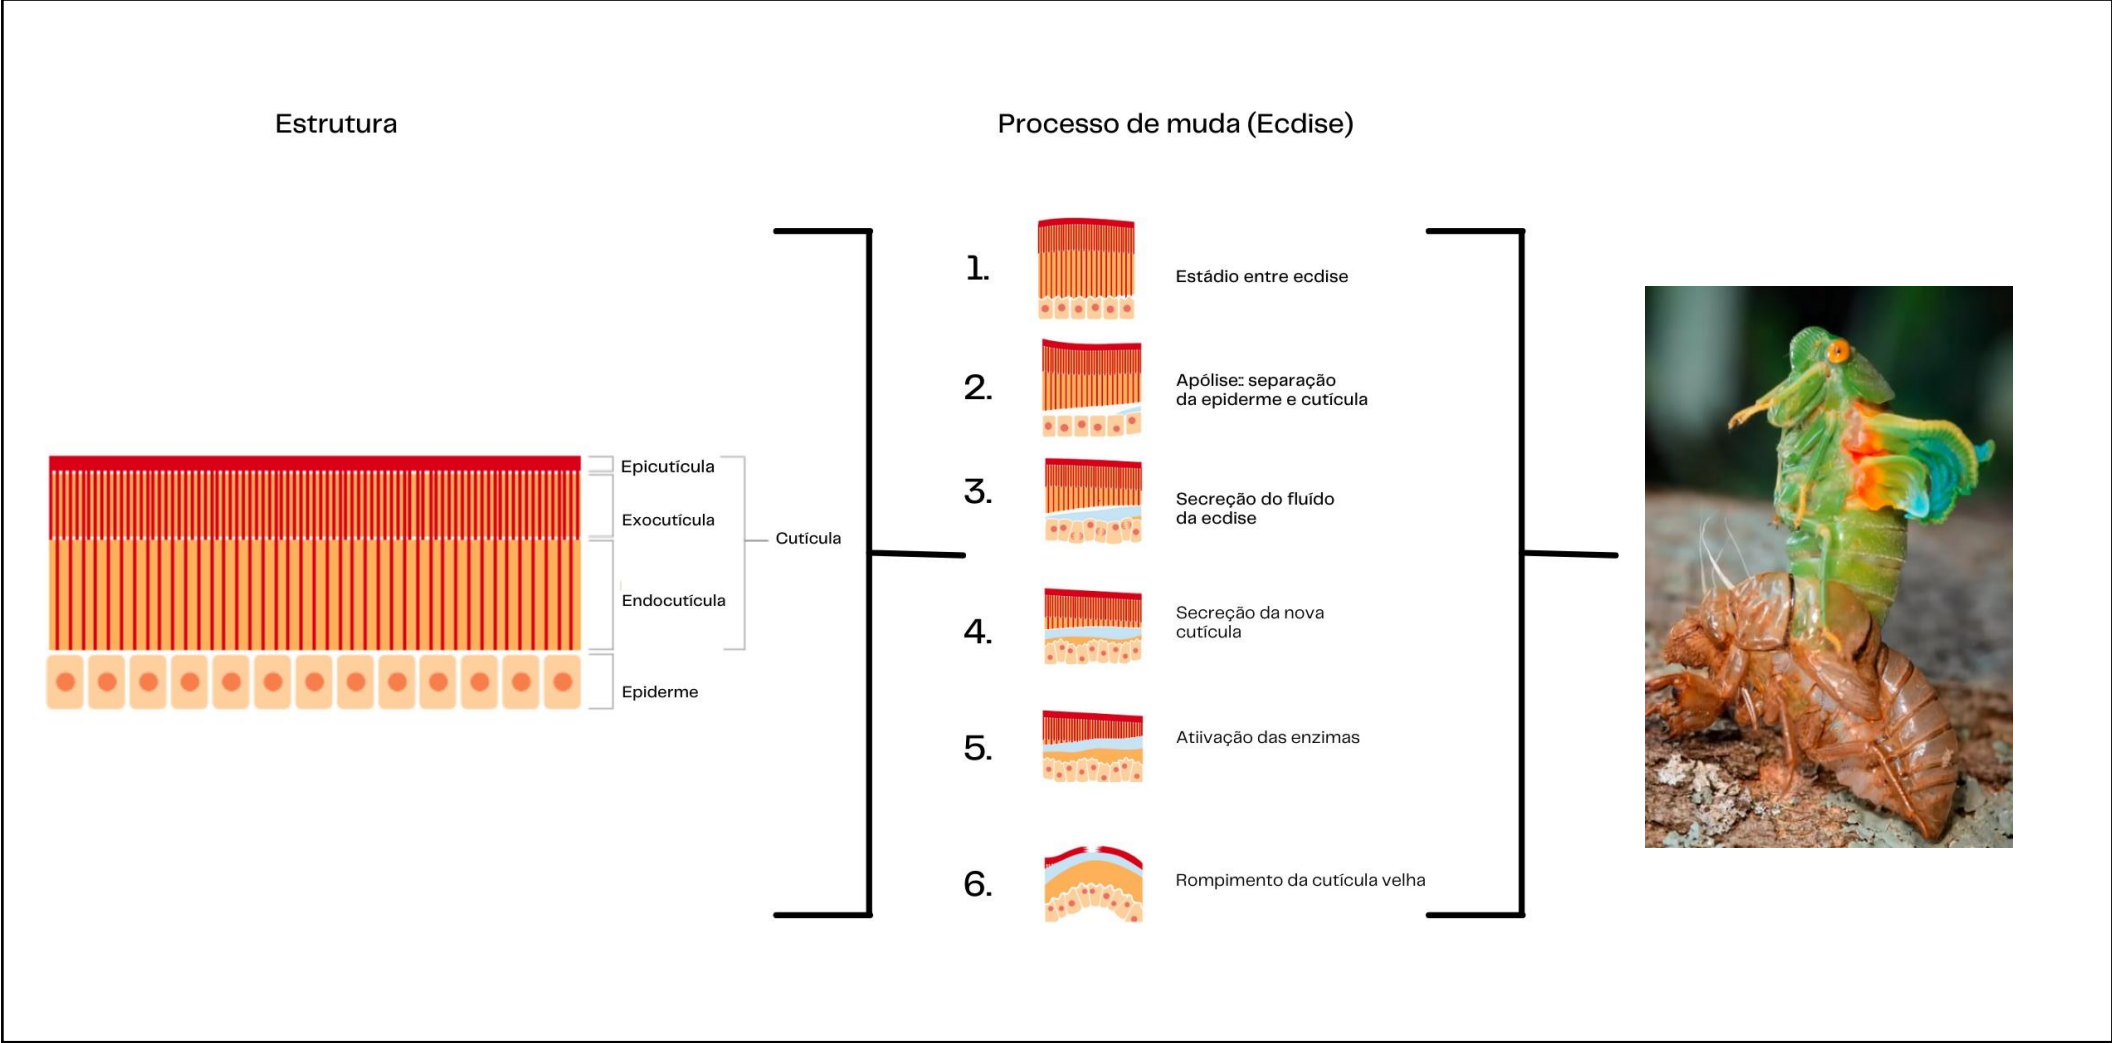 Estrutura
Epicutícula
Exocutícula
Endocutícula
Epiderme
Cutícula
Processo de muda (Ecdise)
1.
Estádio entre ecdise
2.
Apólise:: separação
da epiderme e cutícula
3.
Secreção do fluído
da ecdise
4.
Secreção da nova
cutícula
5.
Atiivação das enzimas
6.
Rompimento da cutícula velha